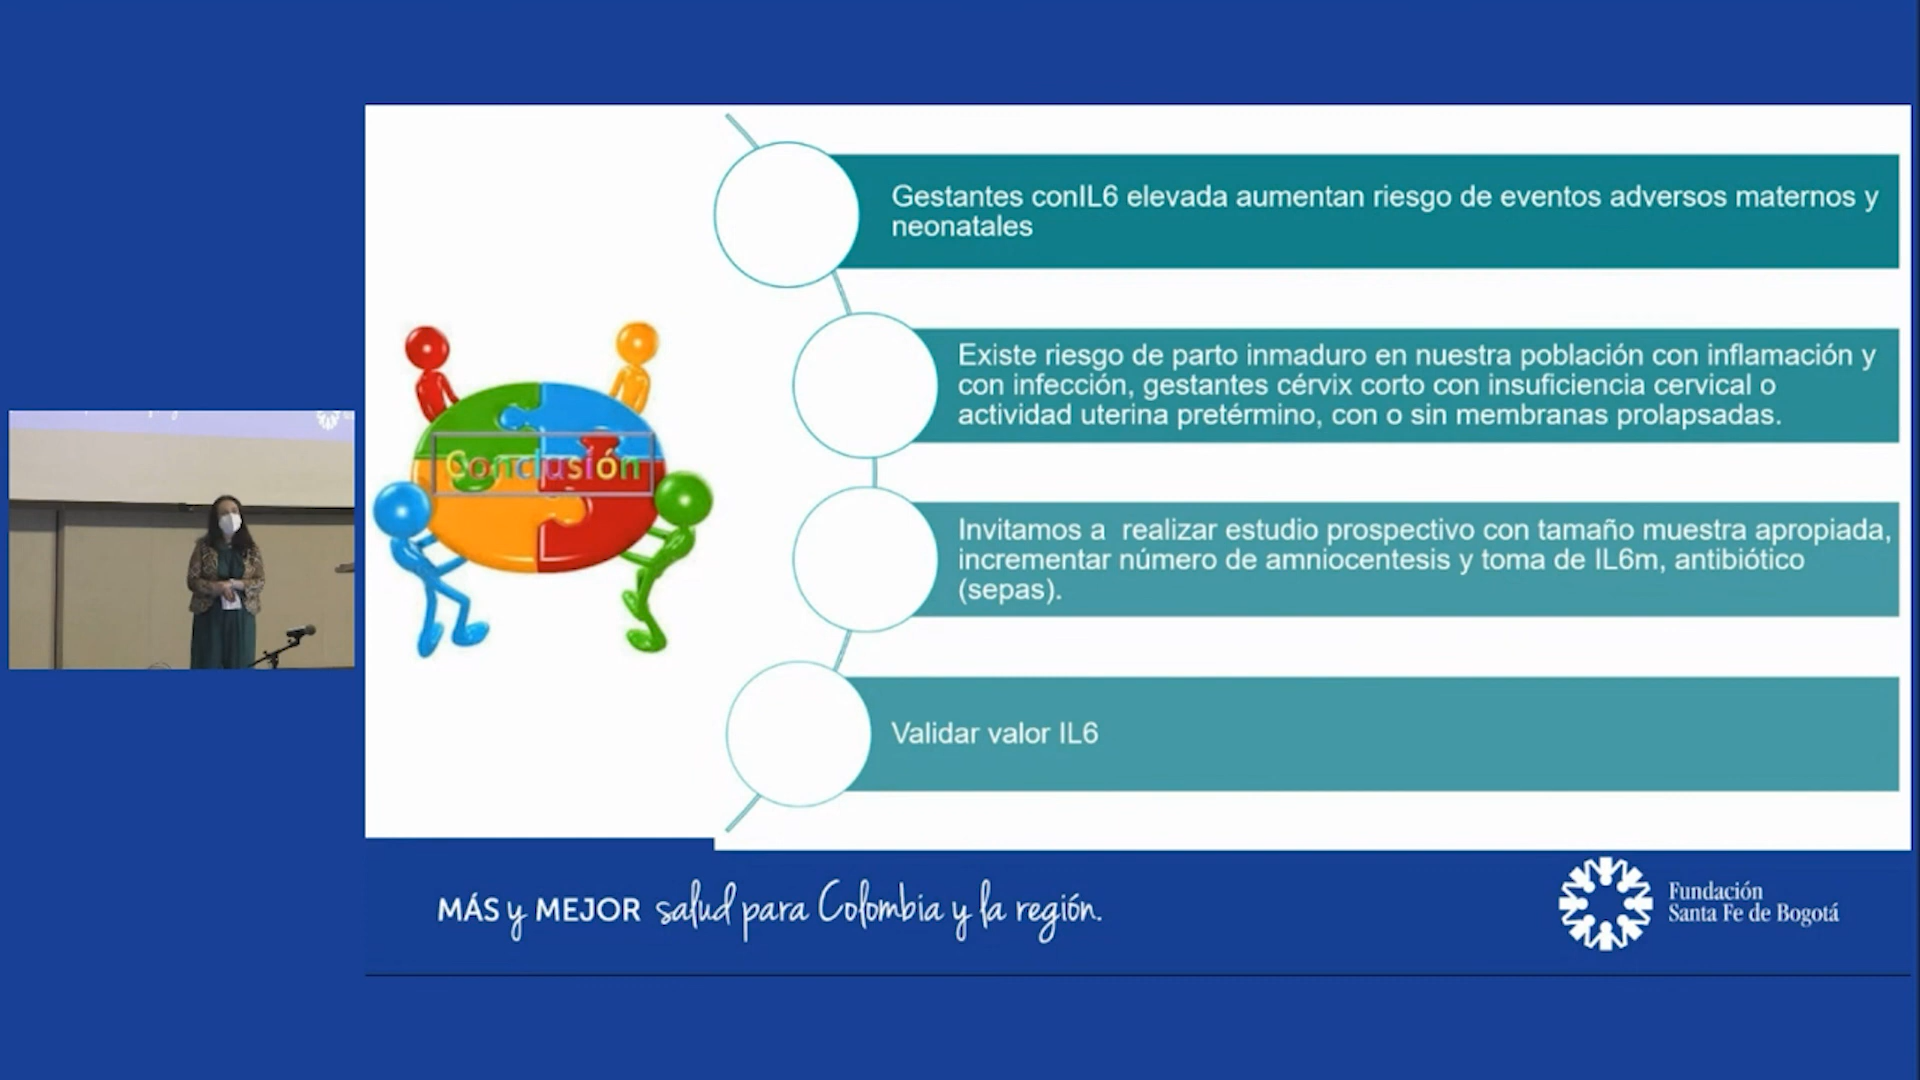 Conclusión
Gestantes conIL6 elevada aumentan riesgo de eventos adversos maternos y
neonatales
Existe riesgo de parto inmaduro en nuestra población con inflamación y
con infección, gestantes cérvix corto con insuficiencia cervical o
actividad uterina pretérmino, con o sin membranas prolapsadas.
Invitamos a  realizar estudio prospectivo con tamaño muestra apropiada,
incrementar número de amniocentesis y toma de IL6m, antibiótico
(sepas).
Validar valor IL6
MÁS y MEJOR salud para Colombia y la región.
Fundación
Santa Fe de Bogotá